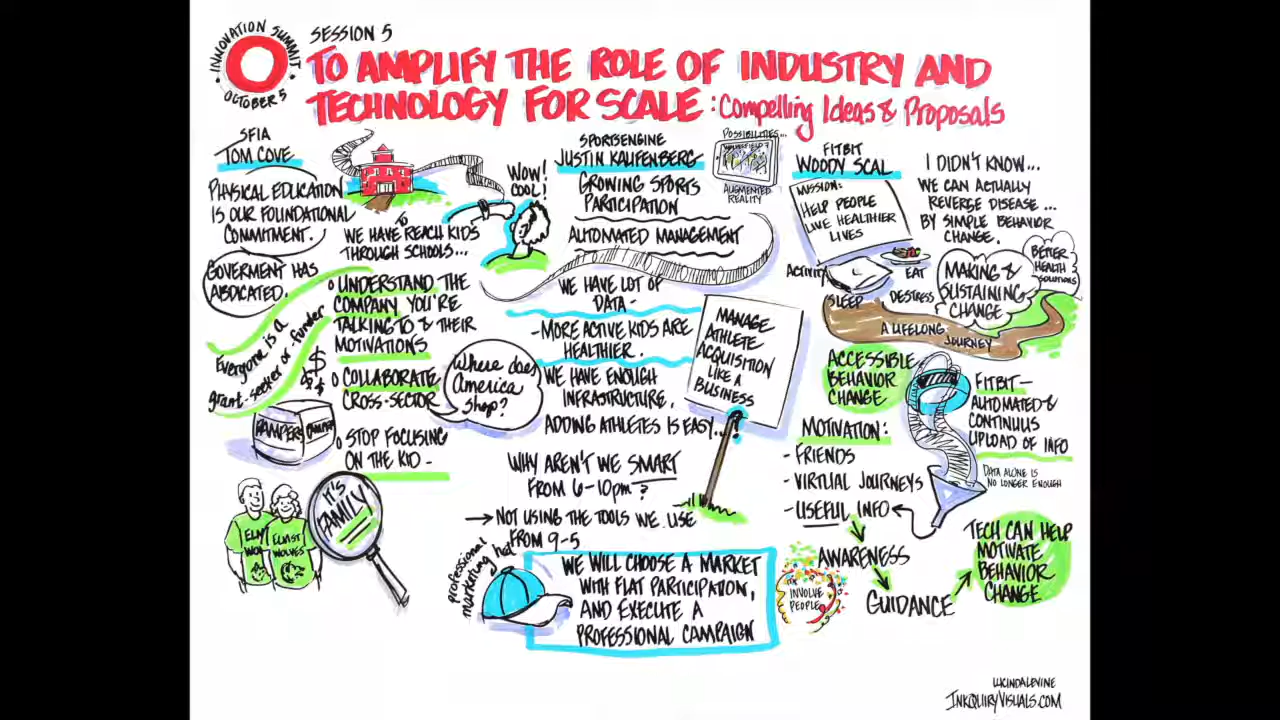 INNOVATION SUMMIT
OCTOBER 5
SESSION 5
TO AMPLIFY THE ROLE OF INDUSTRY AND
TECHNOLOGY FOR SCALE: Compelling Ideas & Proposals
SFIA
TOM COVE
PHYSICAL EDUCATION
IS OUR FOUNDATIONAL
COMMITMENT.
GOVERMENT HAS
ABDICATED.
WE HAVE TO REACH KIDS
THROUGH SCHOOLS...
Everyone is a
grant-seeker or funder
$
$ $
o UNDERSTAND THE
COMPANY YOU'RE
TALKING TO & THEIR
MOTIVATIONS
o COLLABORATE
CROSS-SECTOR
o STOP FOCUSING
ON THE KID -
PAMPERS
IT'S
FAMILY
ELMST
WOLVES
Where does
America
Shop?
WOW!
COOL!
SPORTSENGINE
JUSTIN KAUFENBERG
GROWING SPORTS
PARTICIPATION
AUTOMATED MANAGEMENT
POSSIBILITIES...
AUGMENTED
REALITY
WE HAVE LOT OF
DATA -
- MORE ACTIVE KIDS ARE
HEALTHIER.
WE HAVE ENOUGH
INFRASTRUCTURE,
ADDING ATHLETES IS EASY...
MANAGE
ATHLETE
ACQUISITION
LIKE A
BUSINESS
WHY AREN'T WE SMART
FROM 6-10pm?
→ NOT USING THE TOOLS WE USE
FROM 9-5
professional
marketing hat
WE WILL CHOOSE A MARKET
WITH FLAT PARTICIPATION,
AND EXECUTE A
PROFESSIONAL CAMPAIGN
FITBIT
WOODY SCAL
MISSION:
HELP PEOPLE
LIVE HEALTHIER
LIVES
I DIDN'T KNOW...
WE CAN ACTUALLY
REVERSE DISEASE...
BY SIMPLE BEHAVIOR
CHANGE.
ACTIVITY
EAT
SLEEP
DESTRESS
MAKING &
SUSTAINING
CHANGE
BETTER
HEALTH
SOLUTIONS
A LIFELONG
JOURNEY
ACCESSIBLE
BEHAVIOR
CHANGE
FITBIT -
AUTOMATED &
CONTINUUS
UPLOAD OF INFO
DATA ALONE IS
NO LONGER ENOUGH
MOTIVATION:
- FRIENDS
- VIRTUAL JOURNEYS
- USEFUL INFO
AWARENESS
GUIDANCE
INVOLVE
PEOPLE
TECH CAN HELP
MOTIVATE
BEHAVIOR
CHANGE
LUCINDALEVINE
INKQUIRYVISUALS.COM